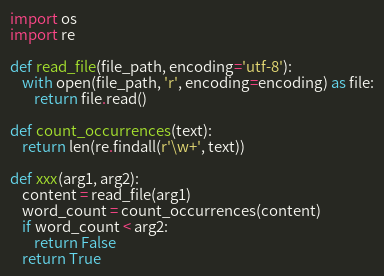 import os
import re

def read_file(file_path, encoding='utf-8'):
    with open(file_path, 'r', encoding=encoding) as file:
        return file.read()

def count_occurrences(text):
    return len(re.findall(r'\w+', text))

def xxx(arg1, arg2):
    content = read_file(arg1)
    word_count = count_occurrences(content)
    if word_count < arg2:
        return False
    return True